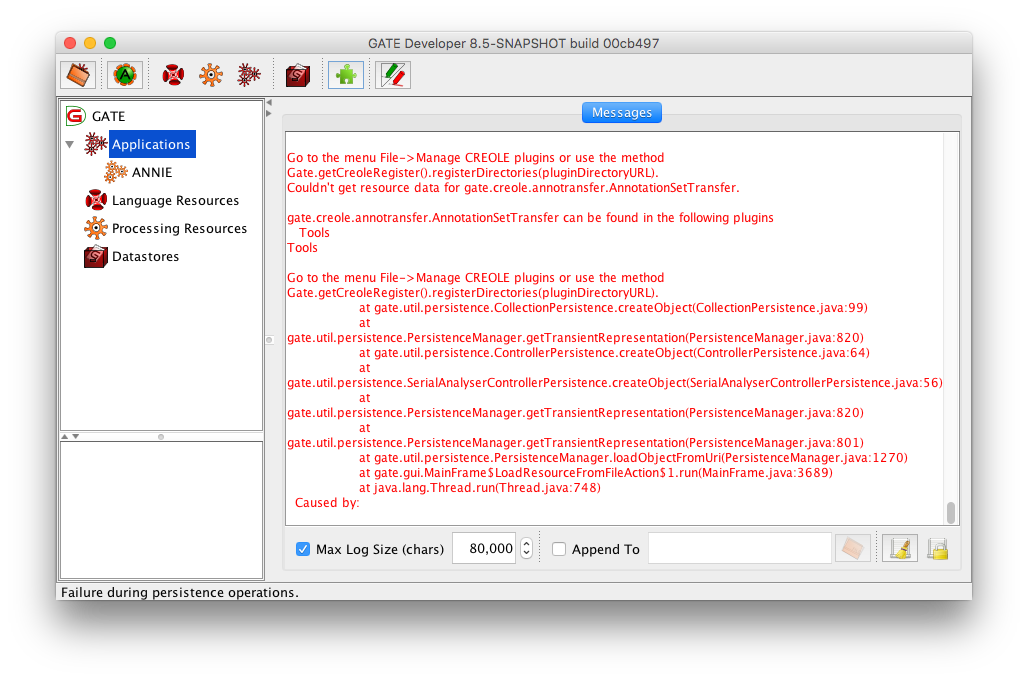 GATE Developer 8.5-SNAPSHOT build 00cb497
GATE
Applications
ANNIE
Language Resources
Processing Resources
Datastores
Messages
Go to the menu File->Manage CREOLE plugins or use the method
Gate.getCreoleRegister().registerDirectories(pluginDirectoryURL).
Couldn't get resource data for gate.creole.annotransfer.AnnotationSetTransfer.
gate.creole.annotransfer.AnnotationSetTransfer can be found in the following plugins
Tools
Tools
Go to the menu File->Manage CREOLE plugins or use the method
Gate.getCreoleRegister().registerDirectories(pluginDirectoryURL).
at gate.util.persistence.CollectionPersistence.createObject(CollectionPersistence.java:99)
at
gate.util.persistence.PersistenceManager.getTransientRepresentation(PersistenceManager.java:820)
at gate.util.persistence.ControllerPersistence.createObject(ControllerPersistence.java:64)
at
gate.util.persistence.SerialAnalyserControllerPersistence.createObject(SerialAnalyserControllerPersistence.java:56)
at
gate.util.persistence.PersistenceManager.getTransientRepresentation(PersistenceManager.java:820)
at
gate.util.persistence.PersistenceManager.getTransientRepresentation(PersistenceManager.java:801)
at gate.util.persistence.PersistenceManager.loadObjectFromUri(PersistenceManager.java:1270)
at gate.gui.MainFrame$LoadResourceFromFileAction$1.run(MainFrame.java:3689)
at java.lang.Thread.run(Thread.java:748)
Caused by:
Max Log Size (chars) 80,000 Append To
Failure during persistence operations.